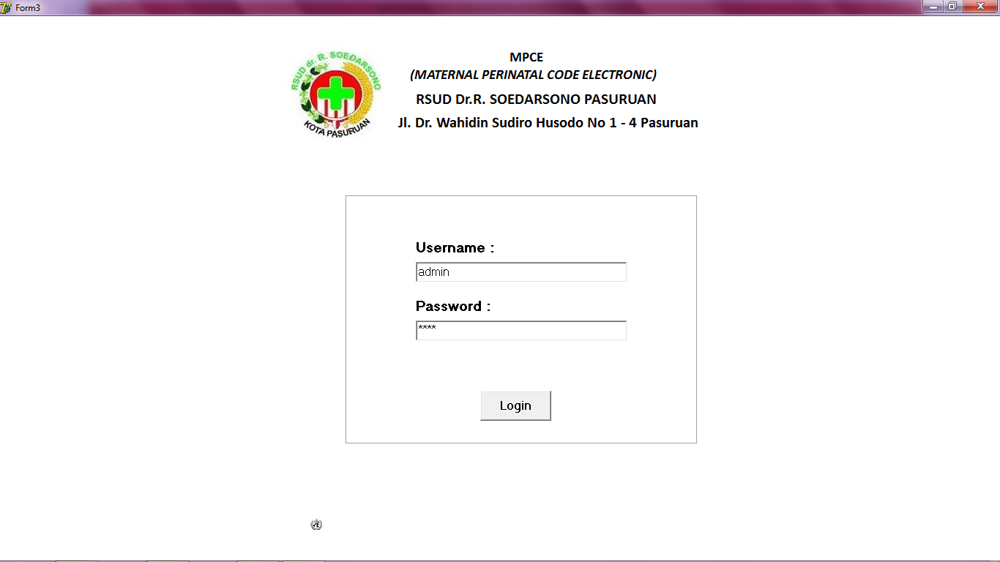 Form3
RSUD dr. R. SOEDARSONO
KOTA PASURUAN
MPCE
(MATERNAL PERINATAL CODE ELECTRONIC)
RSUD Dr.R. SOEDARSONO PASURUAN
Jl. Dr. Wahidin Sudiro Husodo No 1 - 4 Pasuruan
Username :
admin
Password :
****
Login